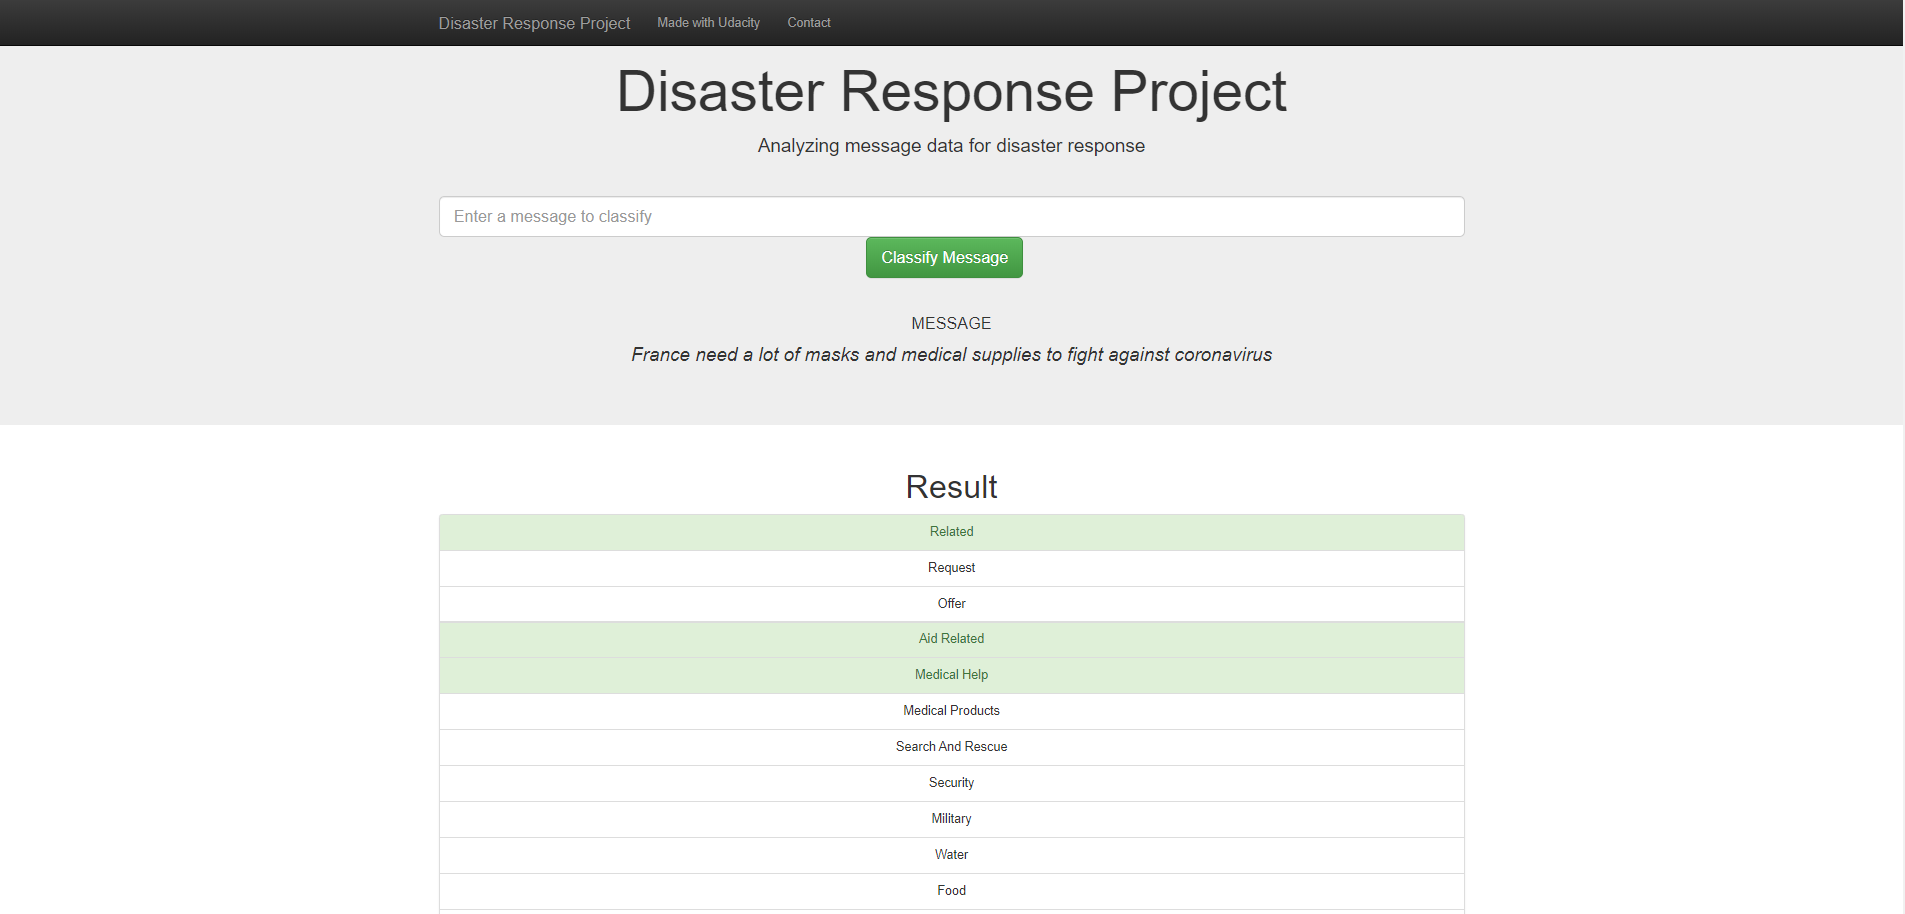 Disaster Response Project Made with Udacity Contact
Disaster Response Project
Analyzing message data for disaster response
Enter a message to classify
Classify Message
MESSAGE
France need a lot of masks and medical supplies to fight against coronavirus
Result
Related
Request
Offer
Aid Related
Medical Help
Medical Products
Search And Rescue
Security
Military
Water
Food